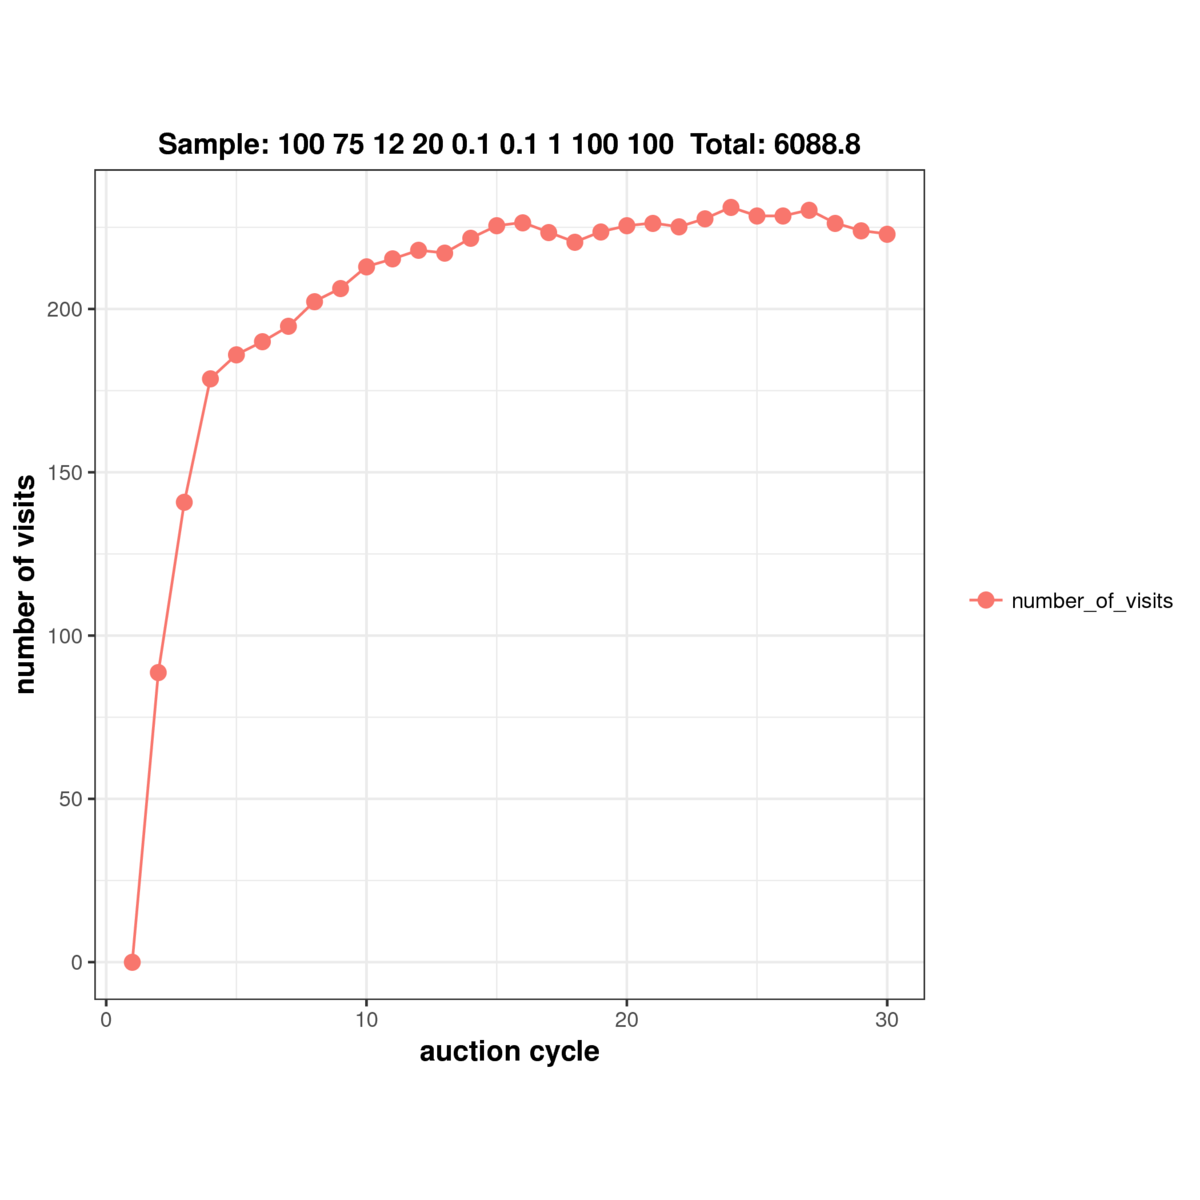 Sample: 100 75 12 20 0.1 0.1 1 100 100  Total: 6088.8
200
150
100
50
0
number of visits
0 10 20 30
auction cycle
number_of_visits